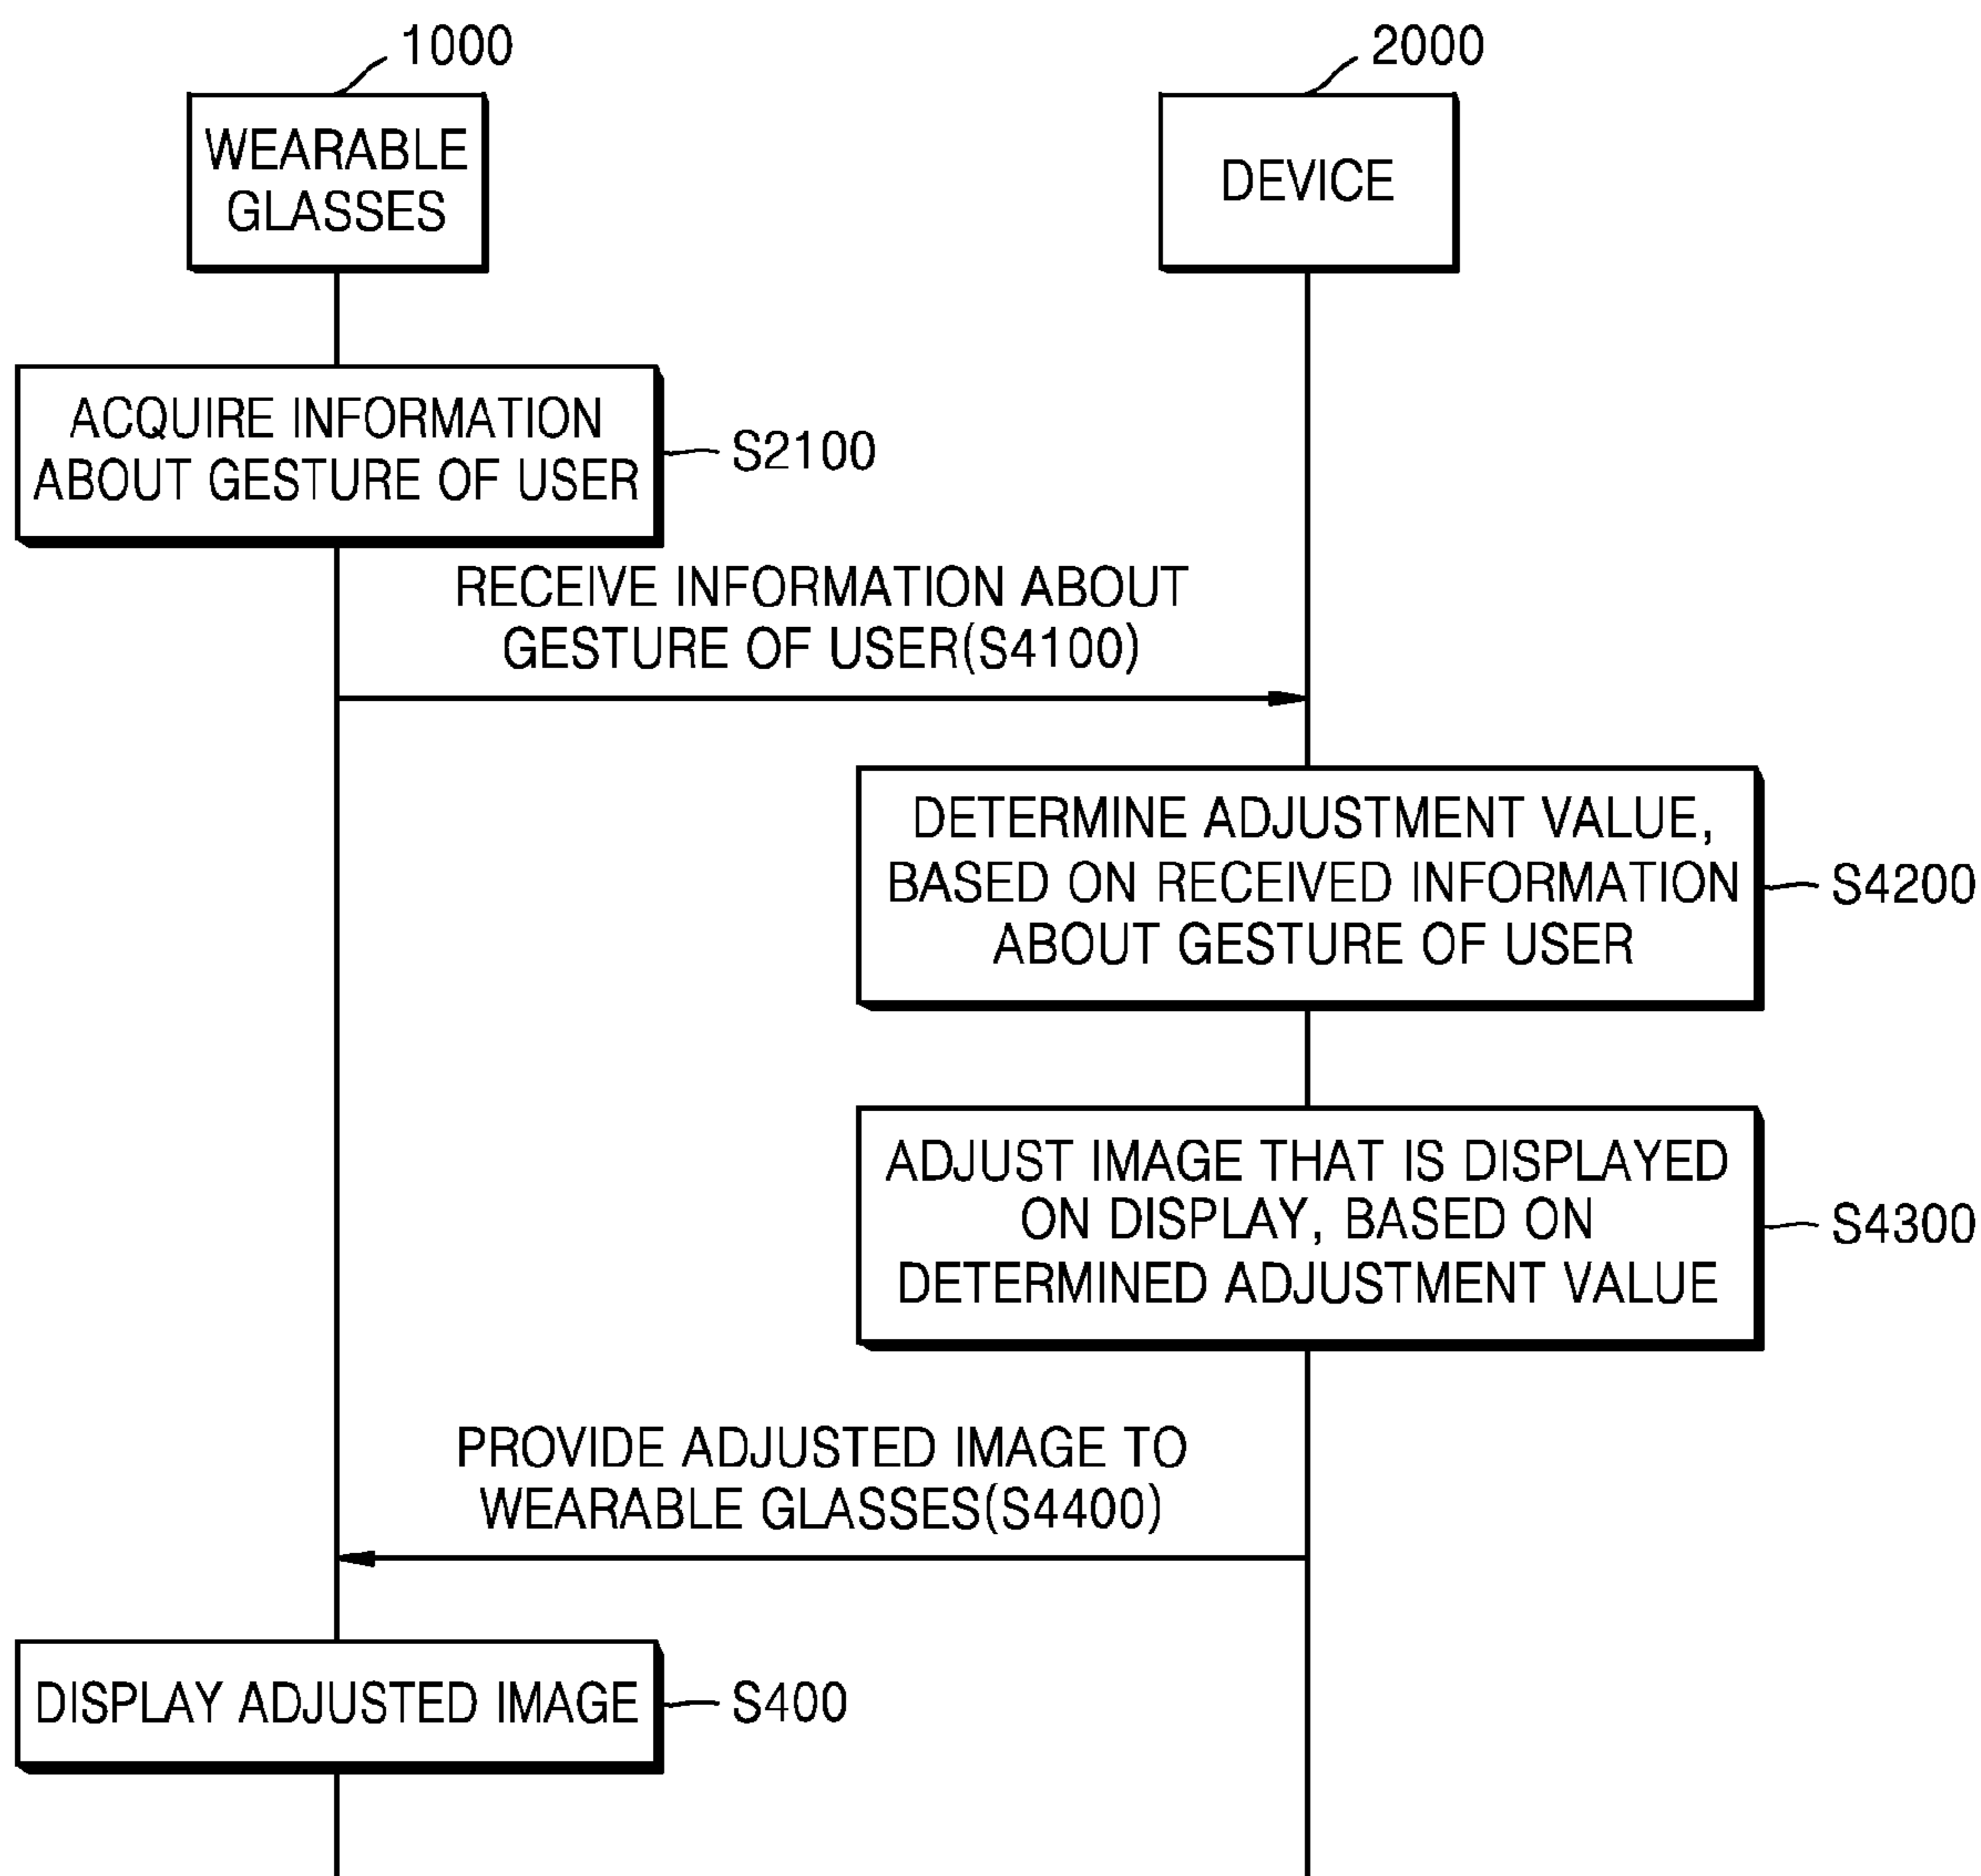 1000
2000
WEARABLE
GLASSES
DEVICE
ACQUIRE INFORMATION
ABOUT GESTURE OF USER
S2100
RECEIVE INFORMATION ABOUT
GESTURE OF USER(S4100)
DETERMINE ADJUSTMENT VALUE,
BASED ON RECEIVED INFORMATION
ABOUT GESTURE OF USER
S4200
ADJUST IMAGE THAT IS DISPLAYED
ON DISPLAY, BASED ON
DETERMINED ADJUSTMENT VALUE
S4300
PROVIDE ADJUSTED IMAGE TO
WEARABLE GLASSES(S4400)
DISPLAY ADJUSTED IMAGE
S400